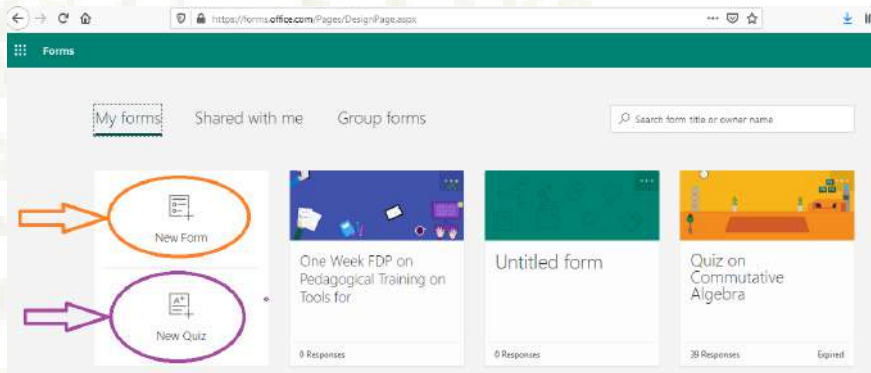 https://forms.office.com/Pages/DesignPage.aspx
Forms
My forms Shared with me Group forms
Search form title or owner name
New Form
A+
New Quiz
One Week FDP on
Pedagogical Training on
Tools for
0 Responses
Untitled form
0 Responses
Quiz on
Commutative
Algebra
39 Responses Expired